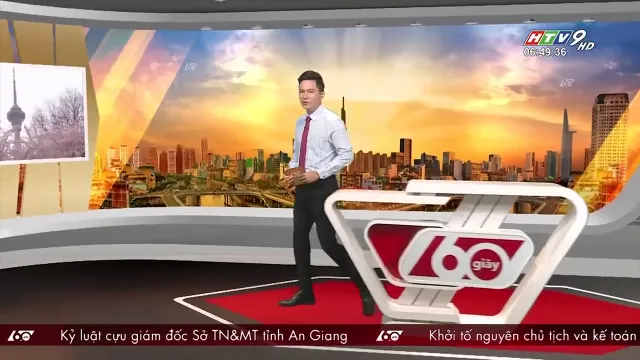 HTV9 HD
06:49:36
60 giây
60 Kỷ luật cựu giám đốc Sở TN&MT tỉnh An Giang 60 Khởi tố nguyên chủ tịch và kế toán